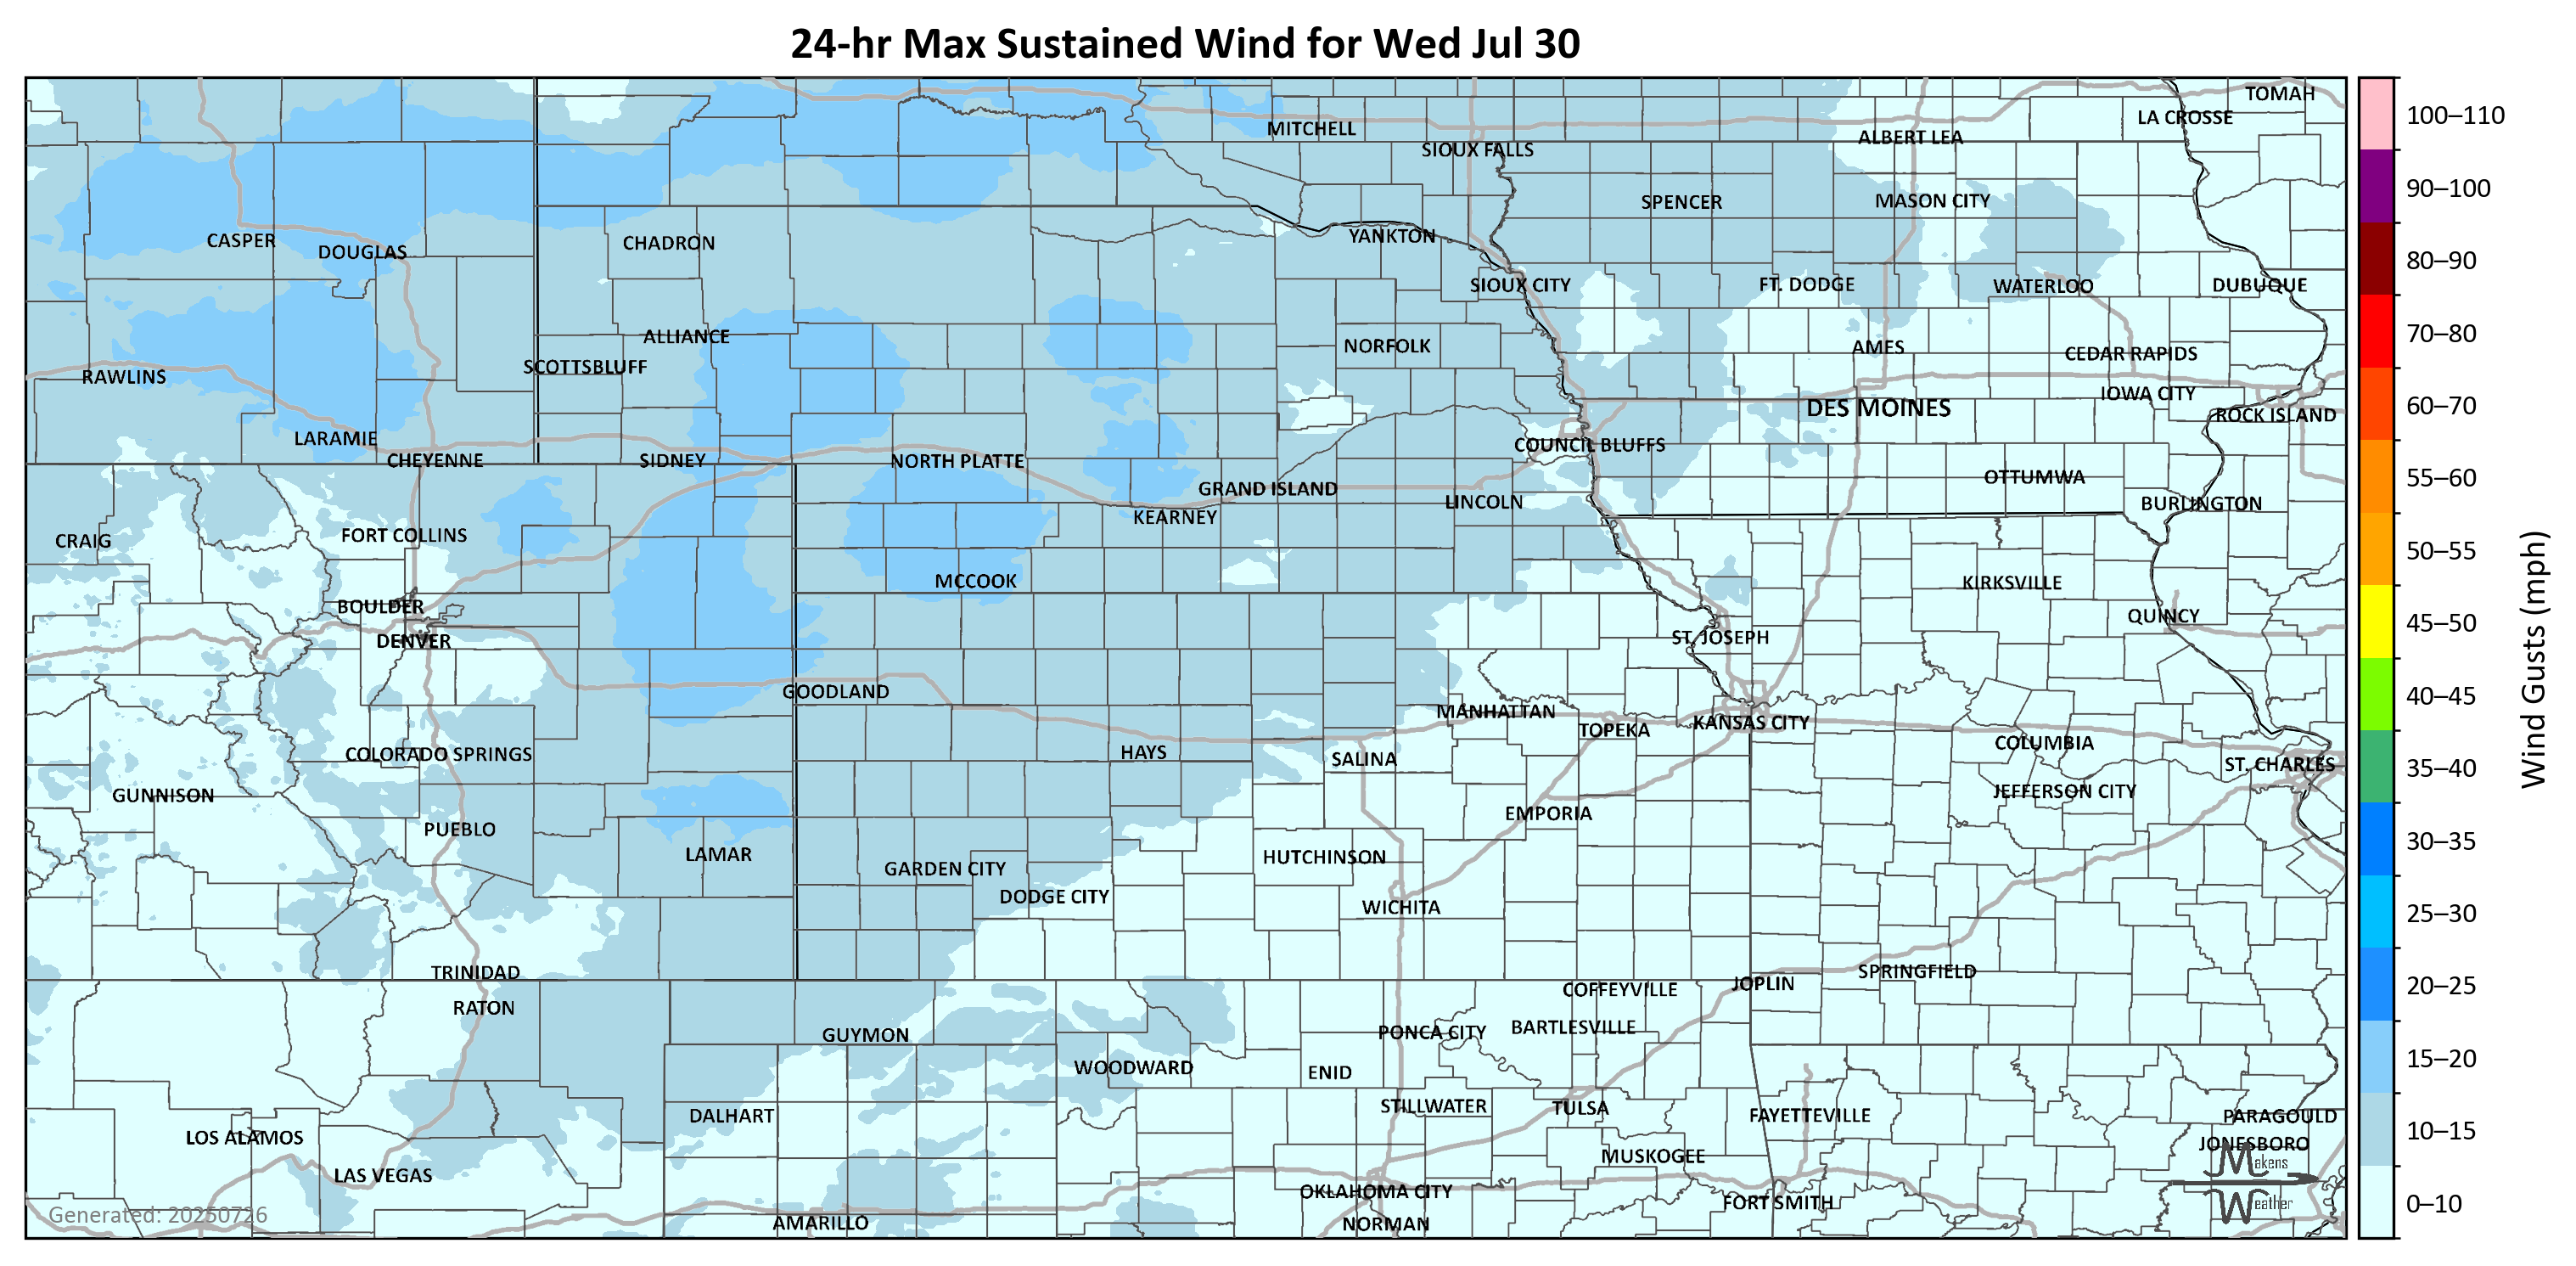 24-hr Max Sustained Wind for Wed Jul 30
TOMAH
LA CROSSE
MITCHELL
ALBERT LEA
SIOUX FALLS
SPENCER
MASON CITY
CASPER
DOUGLAS
CHADRON
YANKTON
SIOUX CITY
FT. DODGE
WATERLOO
DUBUQUE
ALLIANCE
NORFOLK
AMES
CEDAR RAPIDS
SCOTTSBLUFF
RAWLINS
IOWA CITY
DES MOINES
ROCK ISLAND
LARAMIE
COUNCIL BLUFFS
CHEYENNE
SIDNEY
NORTH PLATTE
OTTUMWA
GRAND ISLAND
LINCOLN
BURLINGTON
KEARNEY
FORT COLLINS
CRAIG
MCCOOK
KIRKSVILLE
BOULDER
QUINCY
DENVER
ST. JOSEPH
GOODLAND
MANHATTAN
TOPEKA
KANSAS CITY
COLORADO SPRINGS
HAYS
SALINA
COLUMBIA
ST. CHARLES
GUNNISON
JEFFERSON CITY
EMPORIA
PUEBLO
LAMAR
GARDEN CITY
HUTCHINSON
DODGE CITY
WICHITA
TRINIDAD
SPRINGFIELD
JOPLIN
COFFEYVILLE
RATON
GUYMON
PONCA CITY
BARTLESVILLE
WOODWARD
ENID
DALHART
STILLWATER
TULSA
FAYETTEVILLE
PARAGOULD
LOS ALAMOS
JONESBORO
LAS VEGAS
MUSKOGEE
OKLAHOMA CITY
FORT SMITH
AMARILLO
NORMAN
Makens
Weather
Generated: 20250726
100–110
90–100
80–90
70–80
60–70
55–60
50–55
45–50
40–45
35–40
30–35
25–30
20–25
15–20
10–15
0–10
Wind Gusts (mph)